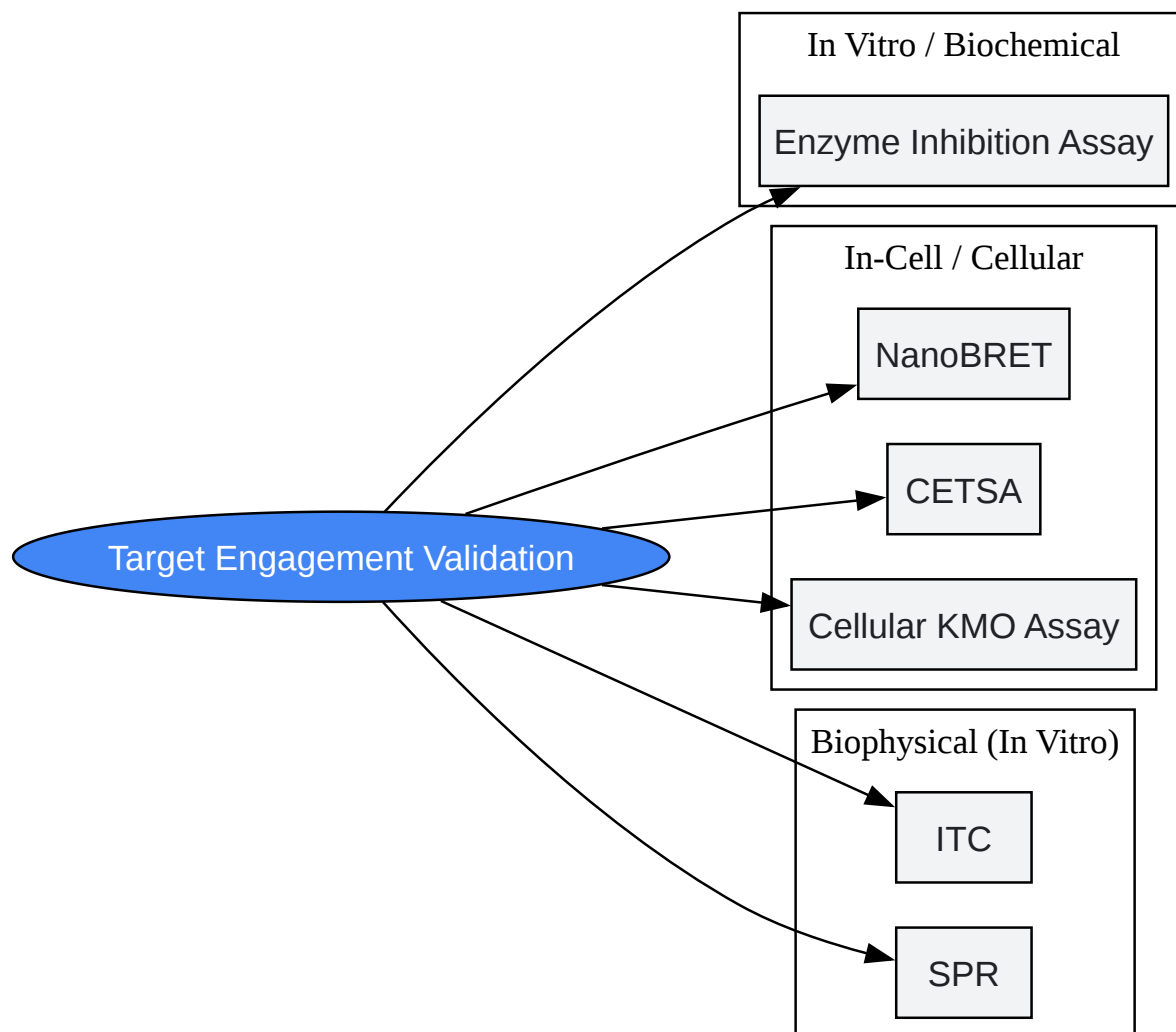 In Vitro / Biochemical
Enzyme Inhibition Assay
In-Cell / Cellular
NanoBRET
CETSA
Target Engagement Validation
Cellular KMO Assay
Biophysical (In Vitro)
ITC
SPR